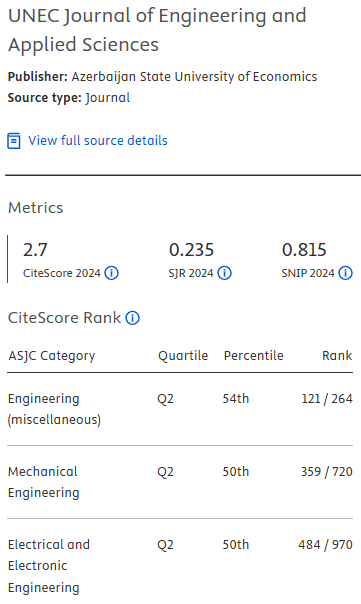 UNEC Journal of Engineering and
Applied Sciences
Publisher: Azerbaijan State University of Economics
Source type: Journal
View full source details
Metrics
2.7 0.235 0.815
CiteScore 2024 SJR 2024 SNIP 2024
CiteScore Rank
ASJC Category Quartile Percentile Rank
Engineering Q2 54th 121 / 264
(miscellaneous)
Mechanical Q2 50th 359 / 720
Engineering
Electrical and Q2 50th 484 / 970
Electronic
Engineering